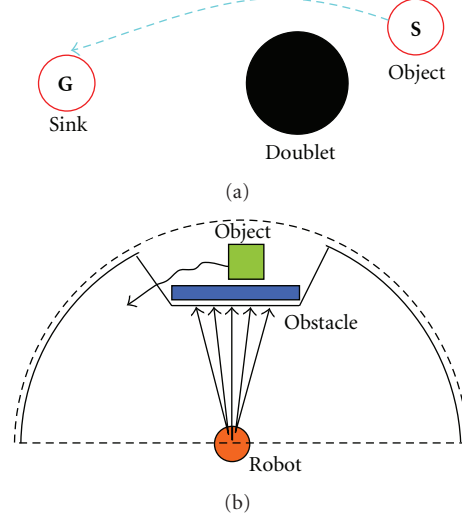 S
Object
G
Sink
Doublet
(a)
Object
Obstacle
Robot
(b)